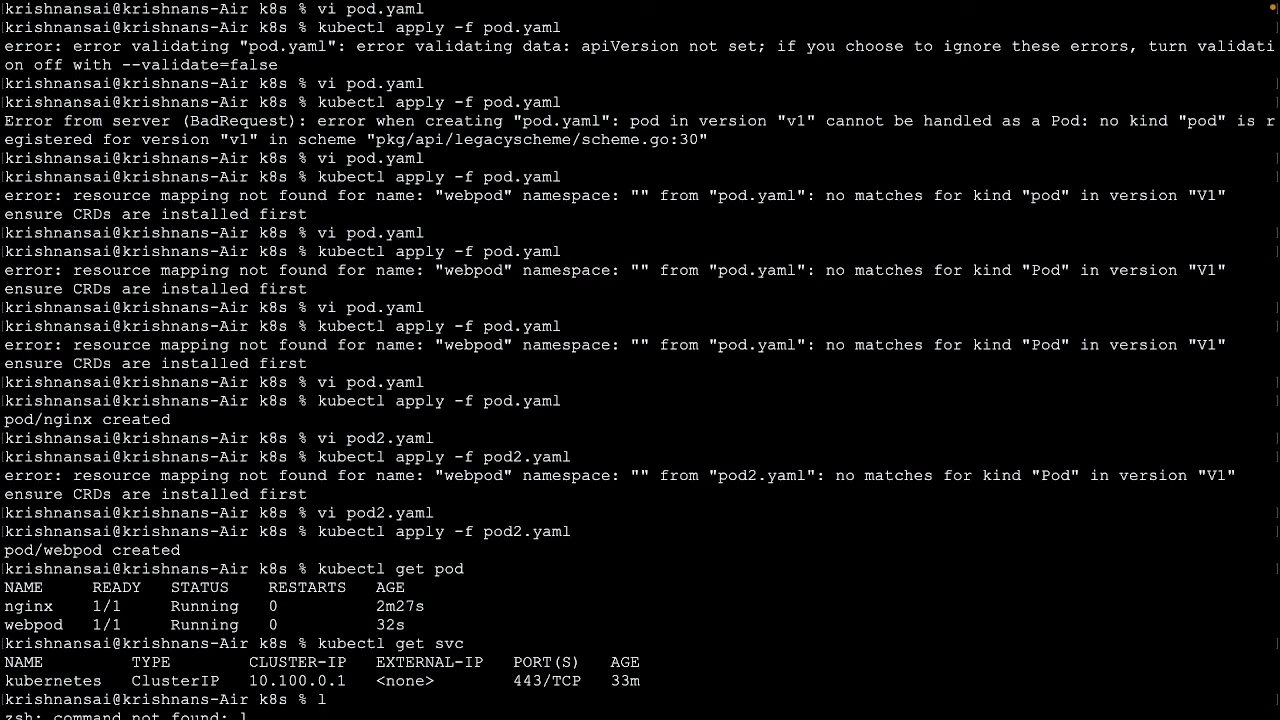 krishnansai@krishnans-Air k8s % vi pod.yaml
krishnansai@krishnans-Air k8s % kubectl apply -f pod.yaml
error: error validating "pod.yaml": error validating data: apiVersion not set; if you choose to ignore these errors, turn validati
on off with --validate=false
krishnansai@krishnans-Air k8s % vi pod.yaml
krishnansai@krishnans-Air k8s % kubectl apply -f pod.yaml
Error from server (BadRequest): error when creating "pod.yaml": pod in version "v1" cannot be handled as a Pod: no kind "pod" is r
egistered for version "v1" in scheme "pkg/api/legacyscheme/scheme.go:30"
krishnansai@krishnans-Air k8s % vi pod.yaml
krishnansai@krishnans-Air k8s % kubectl apply -f pod.yaml
error: resource mapping not found for name: "webpod" namespace: "" from "pod.yaml": no matches for kind "pod" in version "V1"
ensure CRDs are installed first
krishnansai@krishnans-Air k8s % vi pod.yaml
krishnansai@krishnans-Air k8s % kubectl apply -f pod.yaml
error: resource mapping not found for name: "webpod" namespace: "" from "pod.yaml": no matches for kind "Pod" in version "V1"
ensure CRDs are installed first
krishnansai@krishnans-Air k8s % vi pod.yaml
krishnansai@krishnans-Air k8s % kubectl apply -f pod.yaml
error: resource mapping not found for name: "webpod" namespace: "" from "pod.yaml": no matches for kind "Pod" in version "V1"
ensure CRDs are installed first
krishnansai@krishnans-Air k8s % vi pod.yaml
krishnansai@krishnans-Air k8s % kubectl apply -f pod.yaml
pod/nginx created
krishnansai@krishnans-Air k8s % vi pod2.yaml
krishnansai@krishnans-Air k8s % kubectl apply -f pod2.yaml
error: resource mapping not found for name: "webpod" namespace: "" from "pod2.yaml": no matches for kind "Pod" in version "V1"
ensure CRDs are installed first
krishnansai@krishnans-Air k8s % vi pod2.yaml
krishnansai@krishnans-Air k8s % kubectl apply -f pod2.yaml
pod/webpod created
krishnansai@krishnans-Air k8s % kubectl get pod
NAME     READY   STATUS    RESTARTS   AGE
nginx    1/1     Running   0          2m27s
webpod   1/1     Running   0          32s
krishnansai@krishnans-Air k8s % kubectl get svc
NAME         TYPE        CLUSTER-IP   EXTERNAL-IP   PORT(S)   AGE
kubernetes   ClusterIP   10.100.0.1   <none>        443/TCP   33m
krishnansai@krishnans-Air k8s % l
zsh: command not found: l